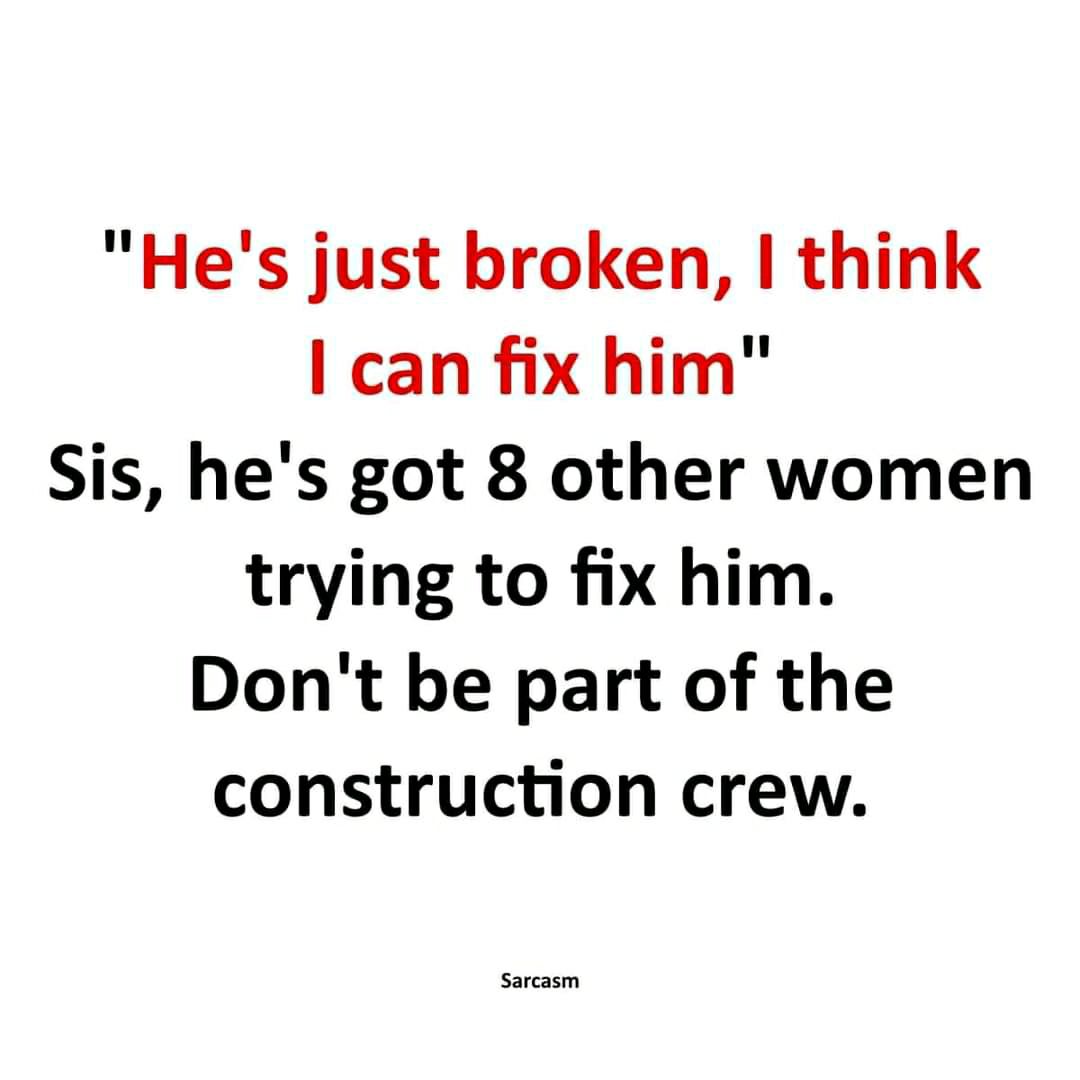 "He's just broken, I think
I can fix him"
Sis, he's got 8 other women
trying to fix him.
Don't be part of the
construction crew.
Sarcasm